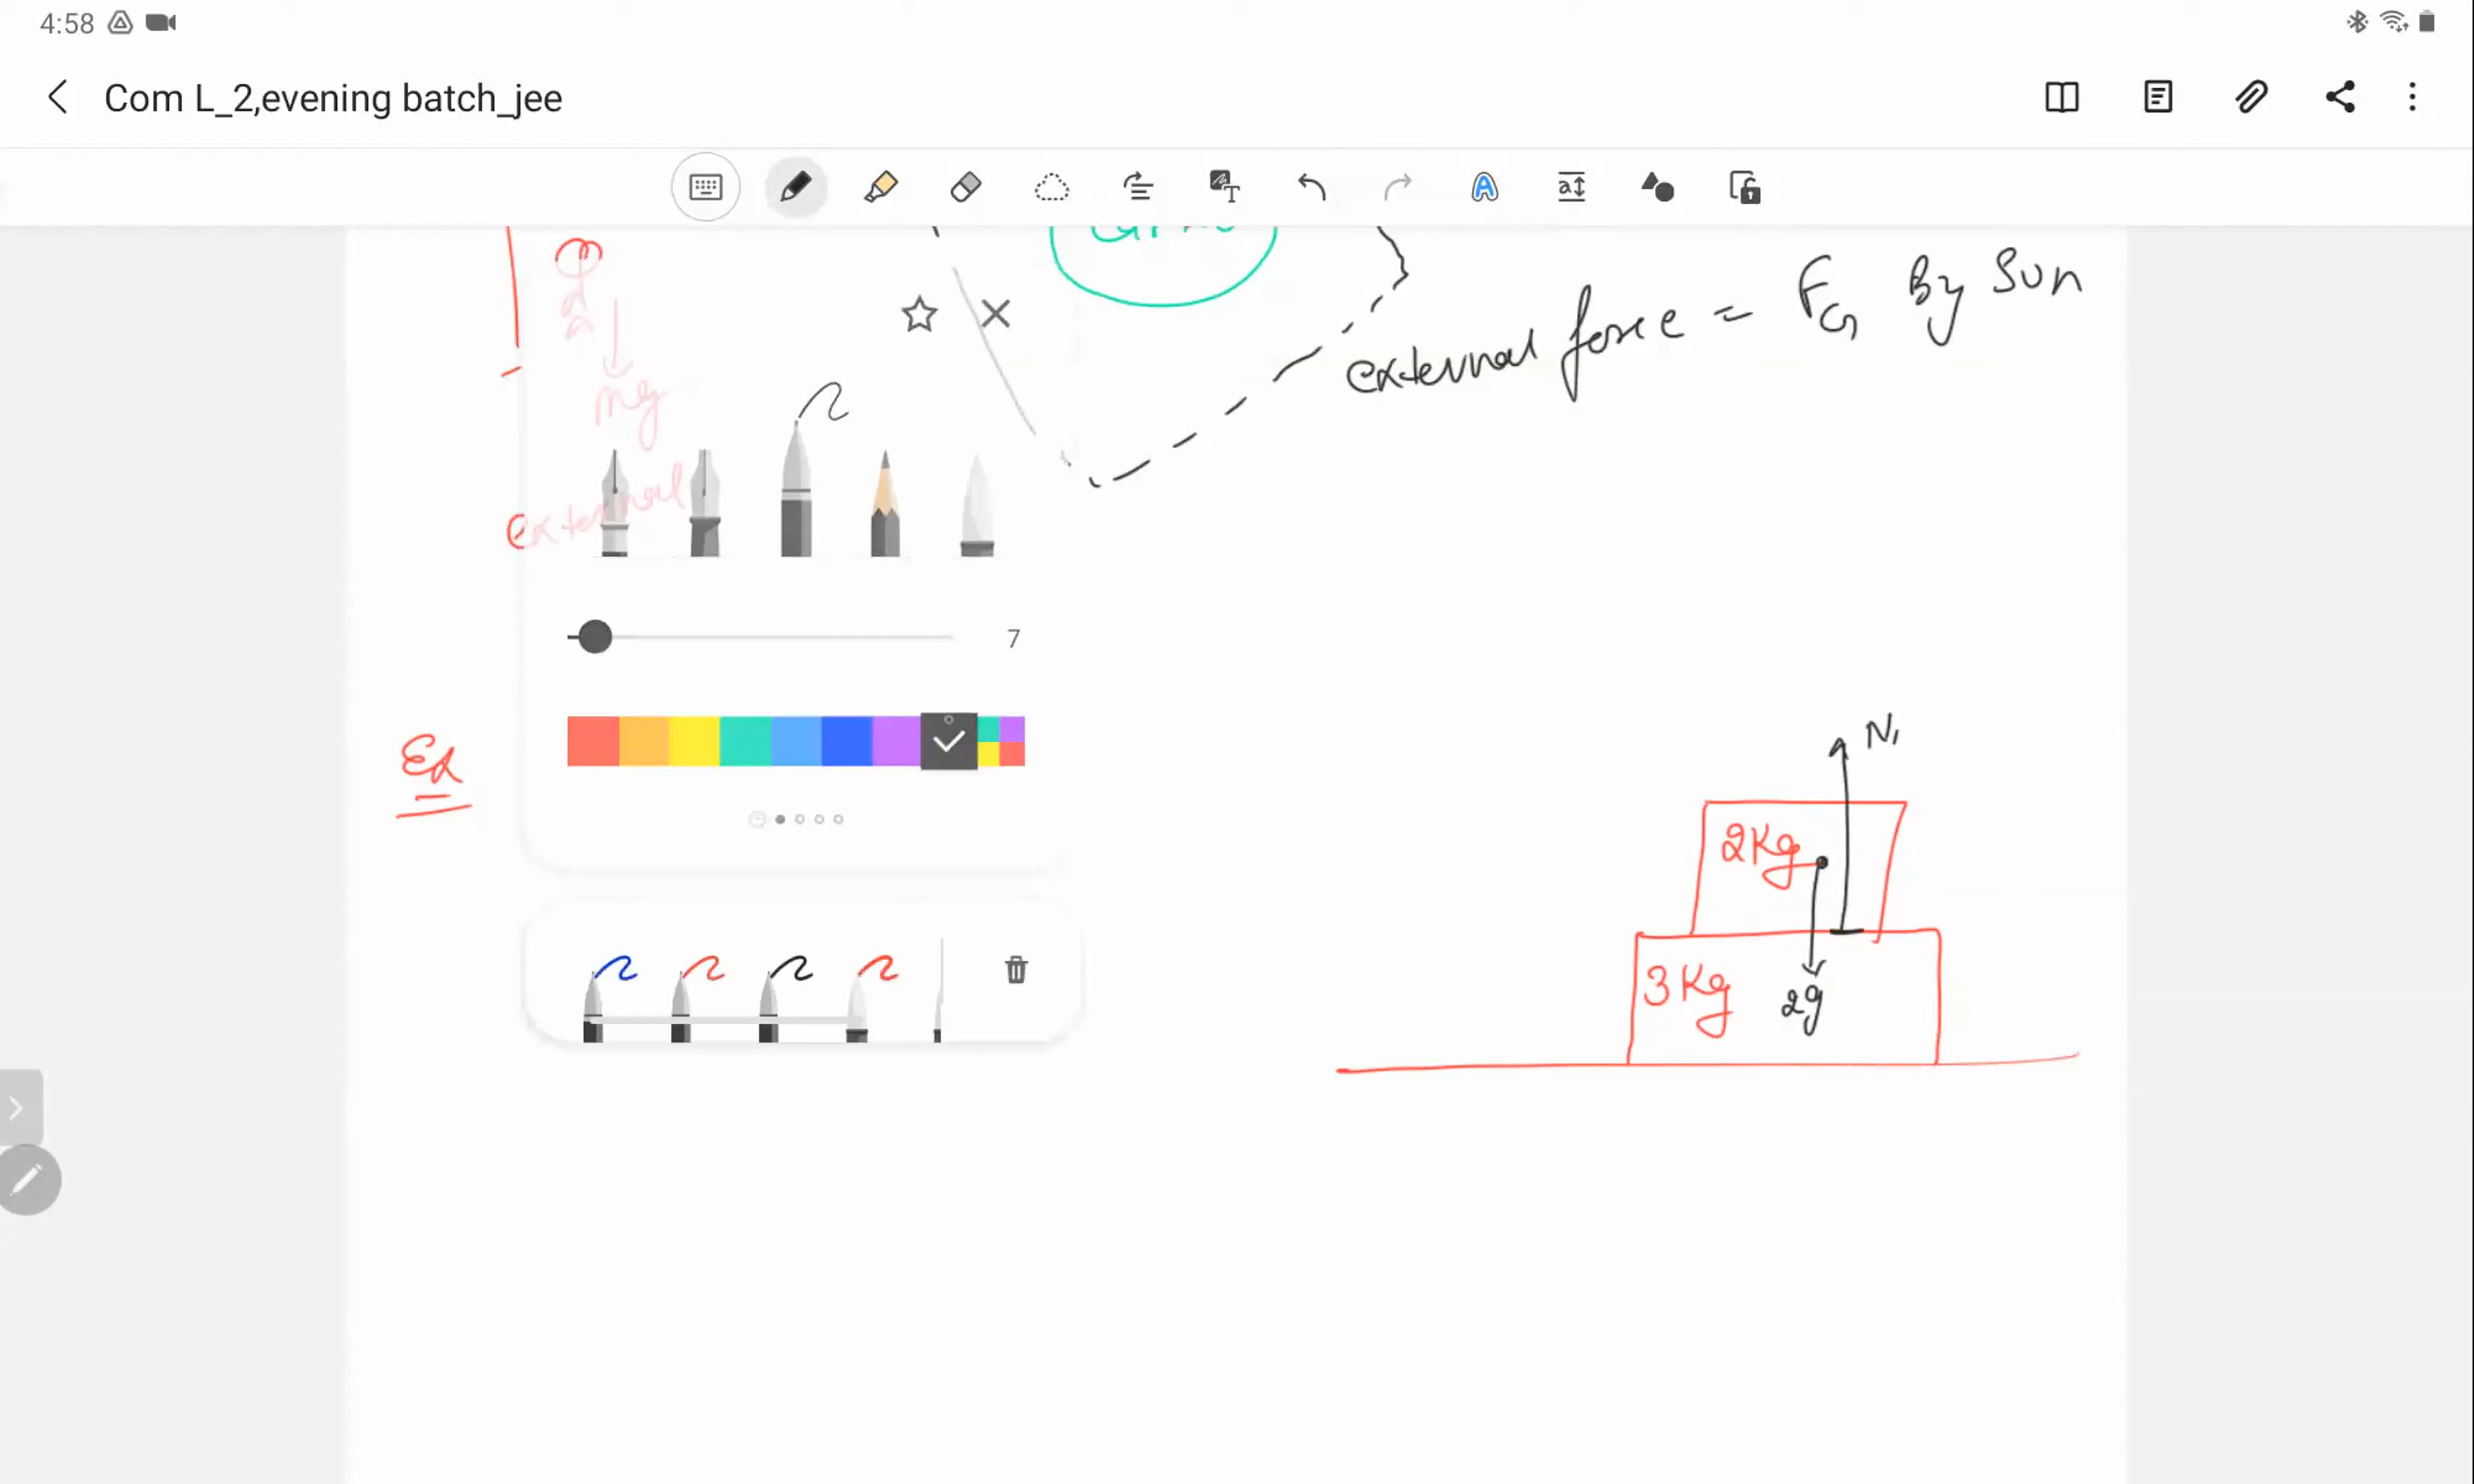 4:58
Com L_2,evening batch_jee
external force = FG By Sun
mg
external
7
Ex
N1
2Kg
3Kg 2g